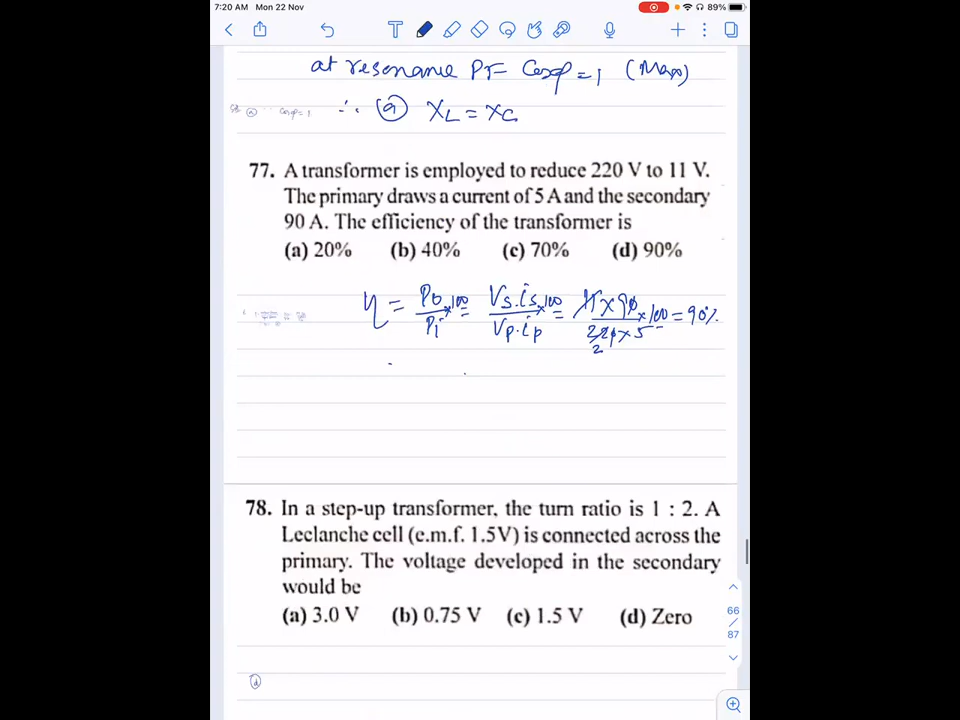 7:20 AM Mon 22 Nov
89%
at resonance PF Cosφ = 1 (Max)
∴ (a) XL = XC
77. A transformer is employed to reduce 220 V to 11 V.
The primary draws a current of 5 A and the secondary
90 A. The efficiency of the transformer is
(a) 20% (b) 40% (c) 70% (d) 90%
η = Po/Pi × 100 = Vs.is/Vp.ip × 100 = 11 × 90/220 × 5 × 100 = 90%
2
78. In a step-up transformer, the turn ratio is 1 : 2. A
Leclanche cell (e.m.f. 1.5V) is connected across the
primary. The voltage developed in the secondary
would be
(a) 3.0 V (b) 0.75 V (c) 1.5 V (d) Zero
66
/
87
(d)